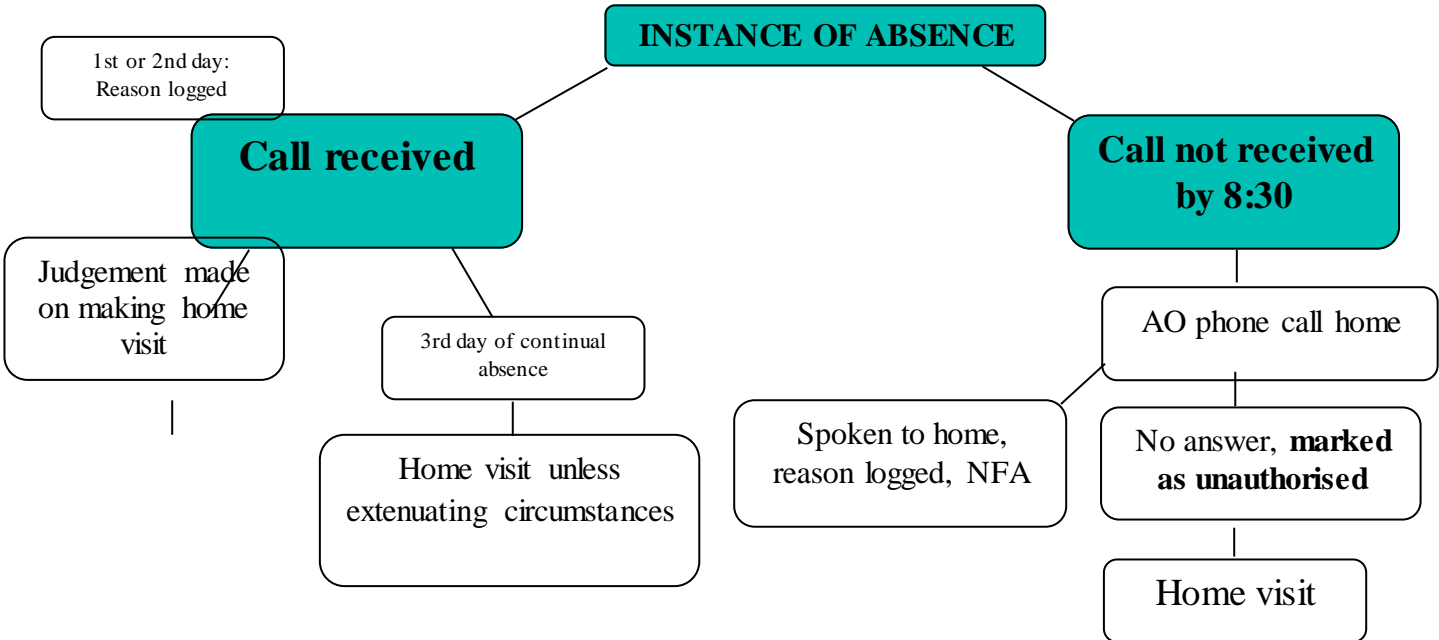 INSTANCE OF ABSENCE
1st or 2nd day:
Reason logged
Call received
Call not received
by 8:30
Judgement made
on making home
visit
3rd day of continual
absence
Home visit unless
extenuating circumstances
AO phone call home
Spoken to home,
reason logged, NFA
No answer, marked
as unauthorised
Home visit